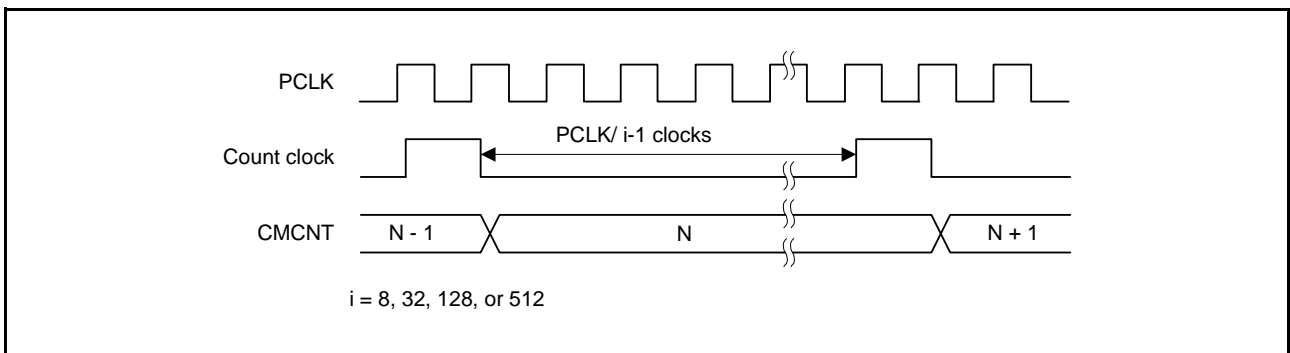 PCLK
PCLK/ i-1 clocks
Count clock
CMCNT N - 1 N N + 1
i = 8, 32, 128, or 512